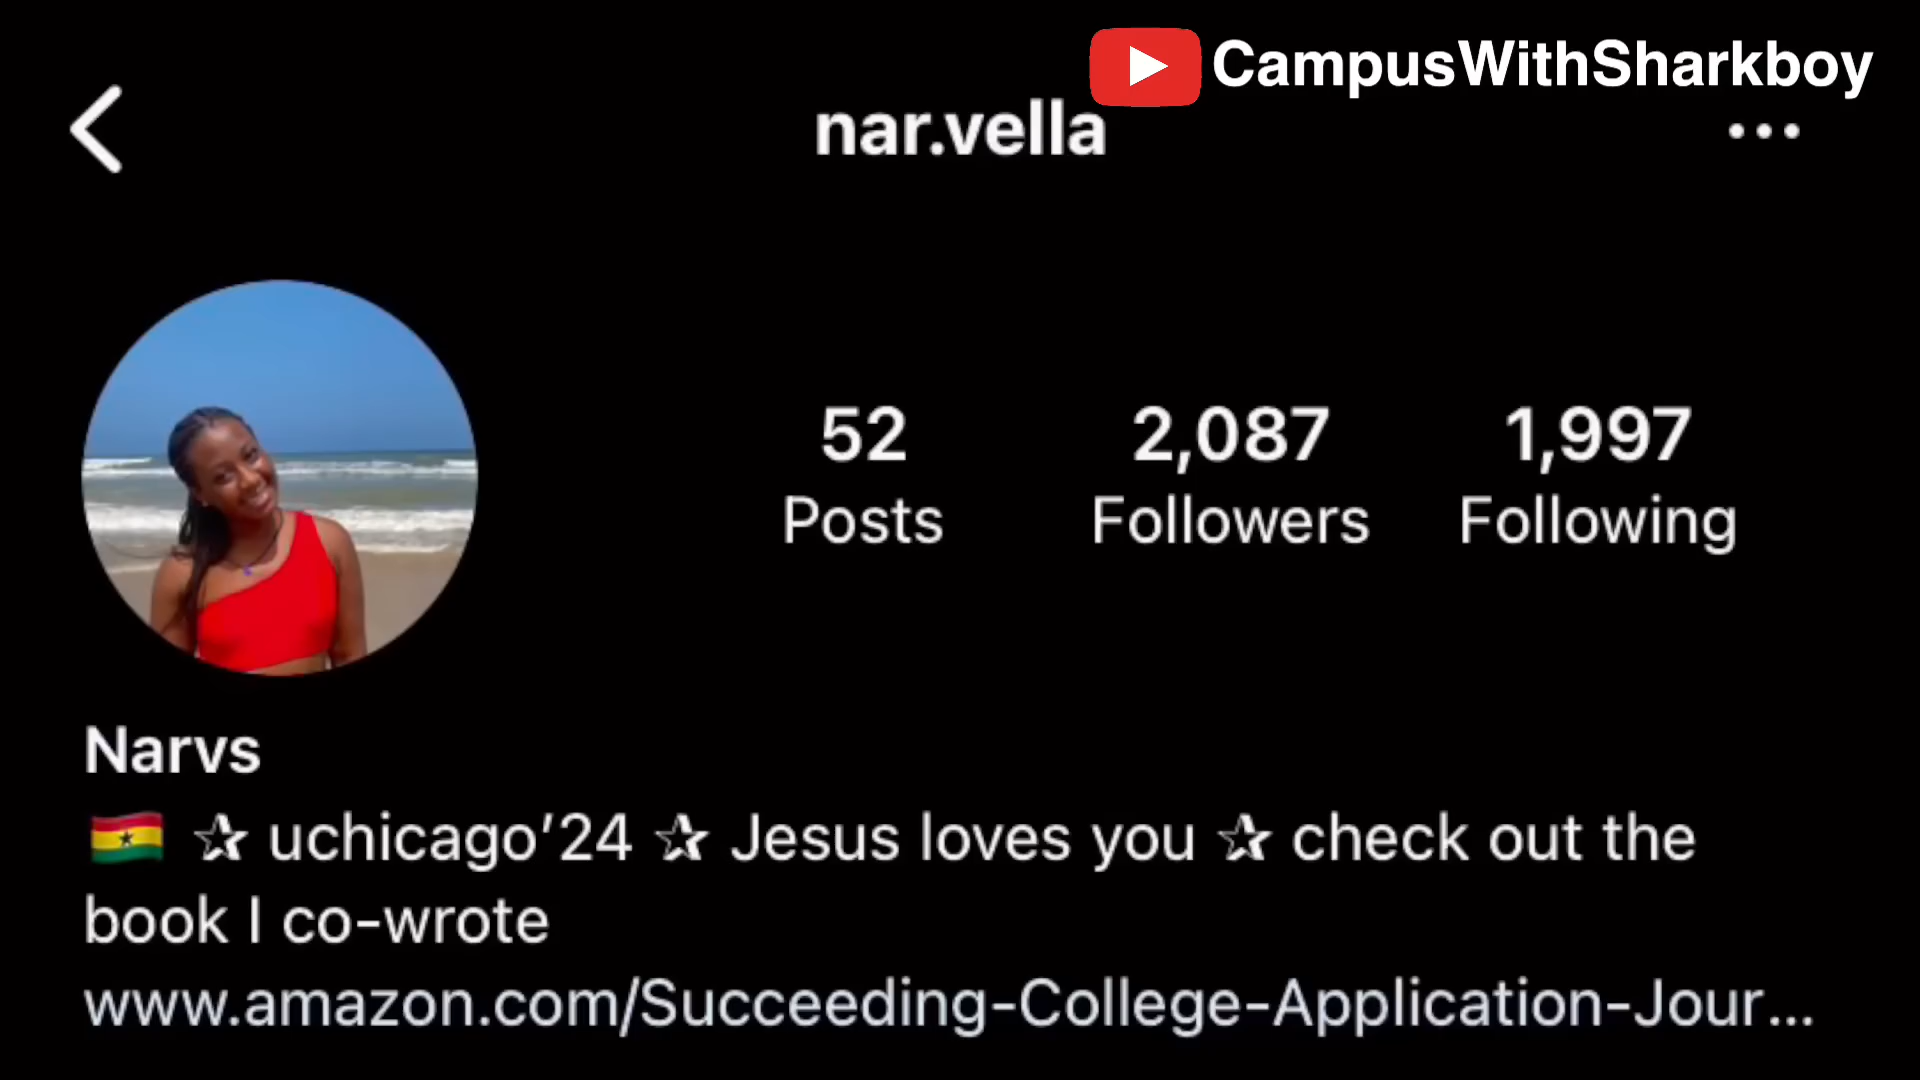 CampusWithSharkboy
nar.vella
52
2,087
1,997
Posts
Followers
Following
Narvs
🇬🇭 ✰ uchicago’24 ✰ Jesus loves you ✰ check out the
book I co-wrote
www.amazon.com/Succeeding-College-Application-Jour...